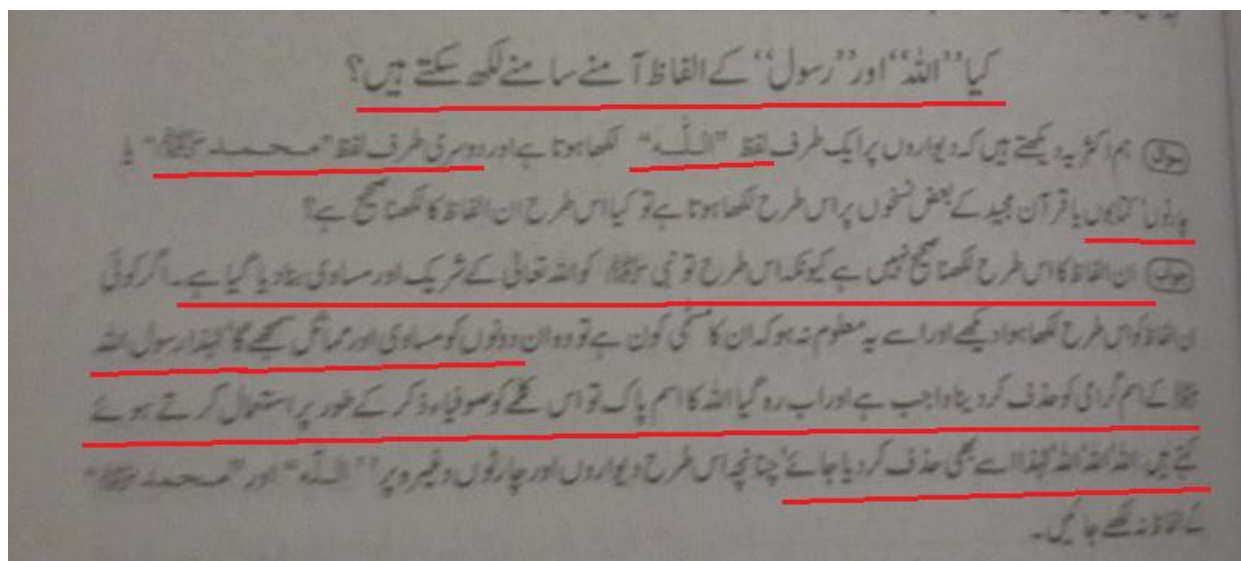 کیا ”اللہ“ اور ”رسول“ کے الفاظ آمنے سامنے لکھ سکتے ہیں؟
سوال ہم اکثر یہ دیکھتے ہیں کہ دیواروں پر ایک طرف لفظ ”اللّٰہ“ لکھا ہوتا ہے اور دوسری طرف لفظ ”محمد ﷺ“ یا
چارٹوں‘ کتابوں یا قرآن مجید کے بعض نسخوں پر اس طرح لکھا ہوتا ہے تو کیا اس طرح ان الفاظ کا لکھنا صحیح ہے؟
جواب ان الفاظ کا اس طرح لکھنا صحیح نہیں ہے کیونکہ اس طرح تو نبی ﷺ کو اللہ تعالیٰ کے شریک اور مساوی بنا دیا گیا ہے۔ اگر کوئی
ان الفاظ کو اس طرح لکھا ہوا دیکھے اور اسے یہ معلوم نہ ہو کہ ان کا مسمّٰی کون ہے تو وہ ان دونوں کو مساوی اور مماثل سمجھے گا‘ لہٰذا رسول اللہ
ﷺ کے اسم گرامی کو حذف کر دینا واجب ہے اور اب رہ گیا اللہ کا اسم پاک تو اس کلمے کو صوفیاء ذکر کے طور پر استعمال کرتے ہوئے
کہتے ہیں: اللہ‘ اللہ‘ اللہ‘ لہٰذا اسے بھی حذف کر دیا جائے‘ چنانچہ اس طرح دیواروں اور چارٹوں وغیرہ پر ”اللّٰہ“ اور ”محمد ﷺ“
کے الفاظ نہ لکھے جائیں۔